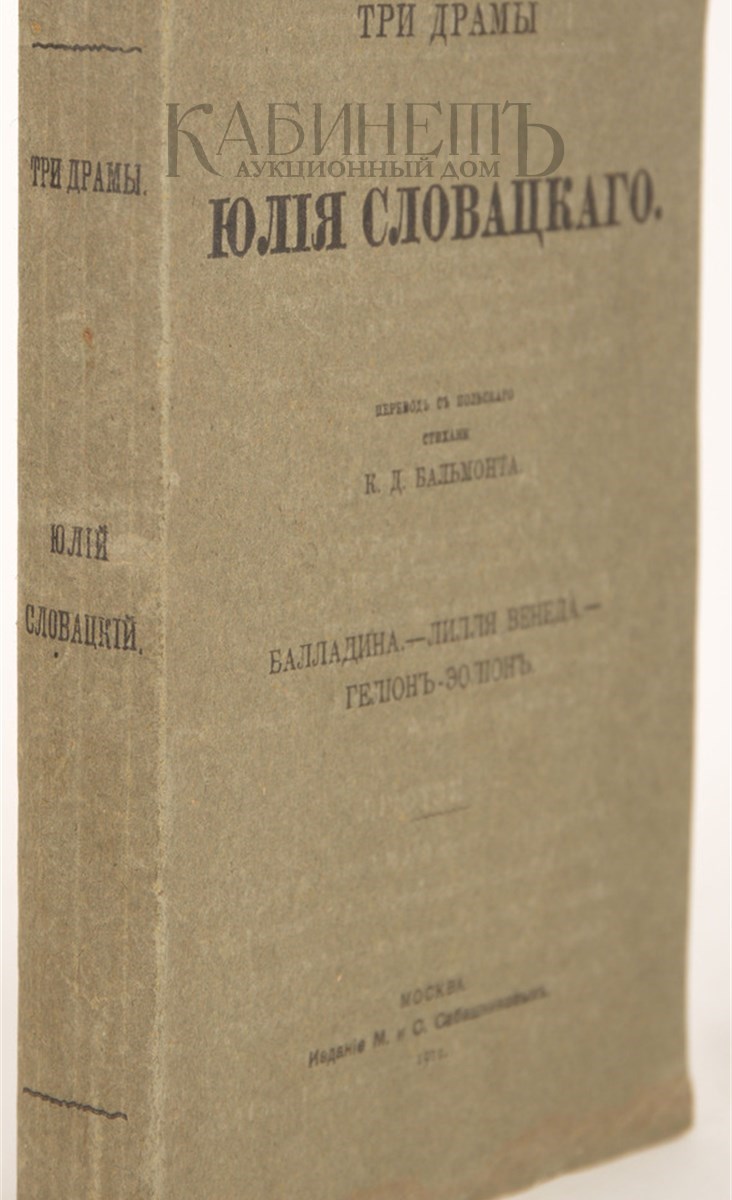 ТРИ ДРАМЫ.
ЮЛІЙ
СЛОВАЦКІЙ.
ТРИ ДРАМЫ
КАБИНЕТЪ
АУКЦИОННЫЙ ДОМ
ЮЛІЯ СЛОВАЦКАГО.
ПЕРЕВОДЪ СЪ ПОЛЬСКАГО
СТИХАМИ
К. Д. БАЛЬМОНТА.
БАЛЛАДИНА.—ЛИЛЛЯ ВЕНЕДА.—
ГЕЛІОНЪ-ЭОЛІОНЪ.
МОСКВА.
Изданіе М. и С. Сабашниковыхъ.